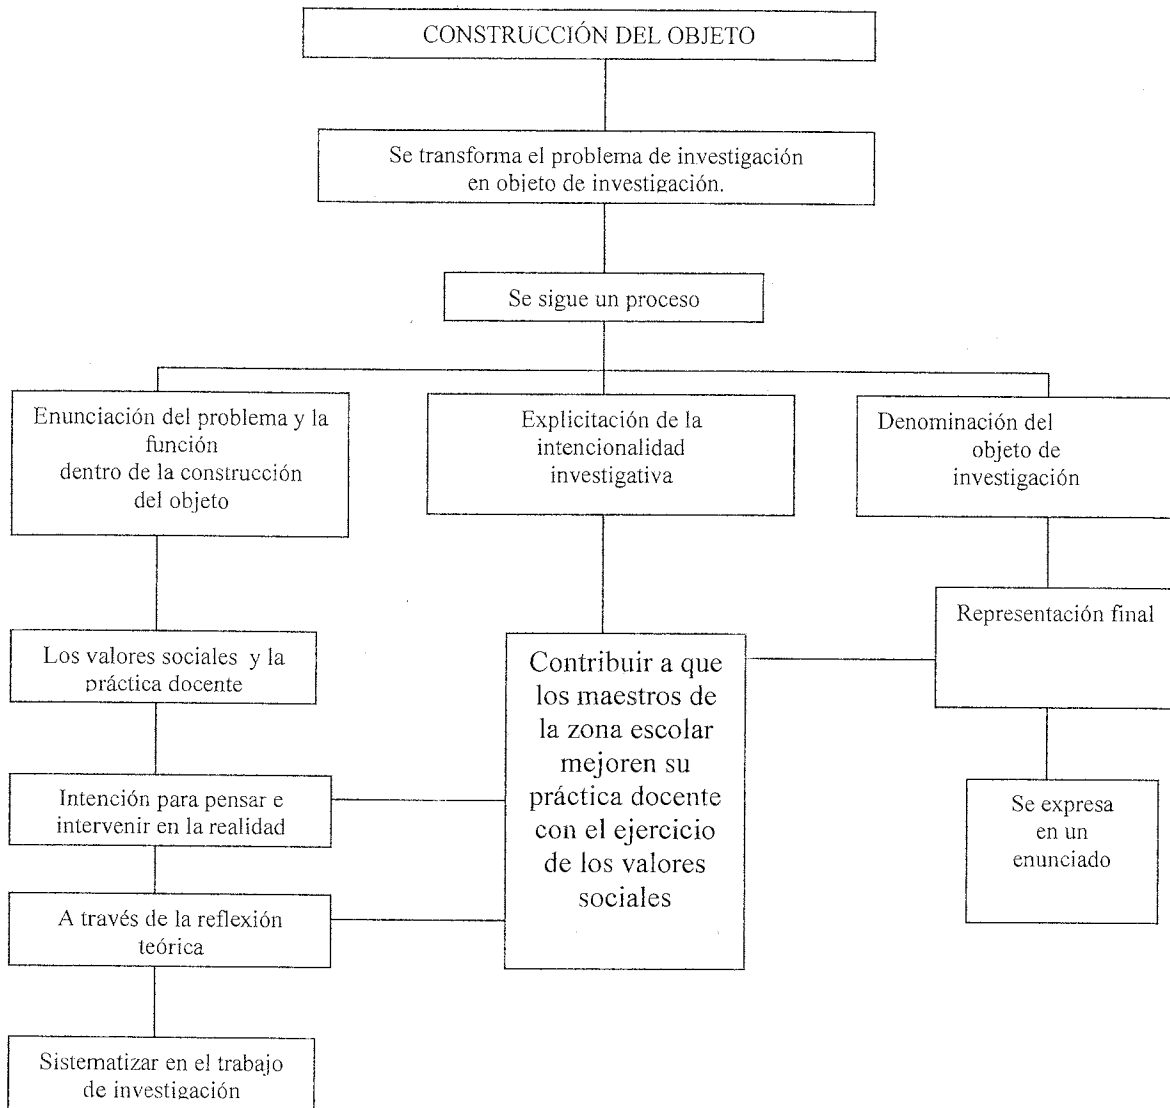 CONSTRUCCIÓN DEL OBJETO
Se transforma el problema de investigación
en objeto de investigación.
Se sigue un proceso
Enunciación del problema y la
función
dentro de la construcción
del objeto
Explicitación de la
intencionalidad
investigativa
Denominación del
objeto de
investigación
Los valores sociales y la
práctica docente
Intención para pensar e
intervenir en la realidad
A través de la reflexión
teórica
Sistematizar en el trabajo
de investigación
Contribuir a que
los maestros de
la zona escolar
mejoren su
práctica docente
con el ejercicio
de los valores
sociales
Representación final
Se expresa
en un
enunciado